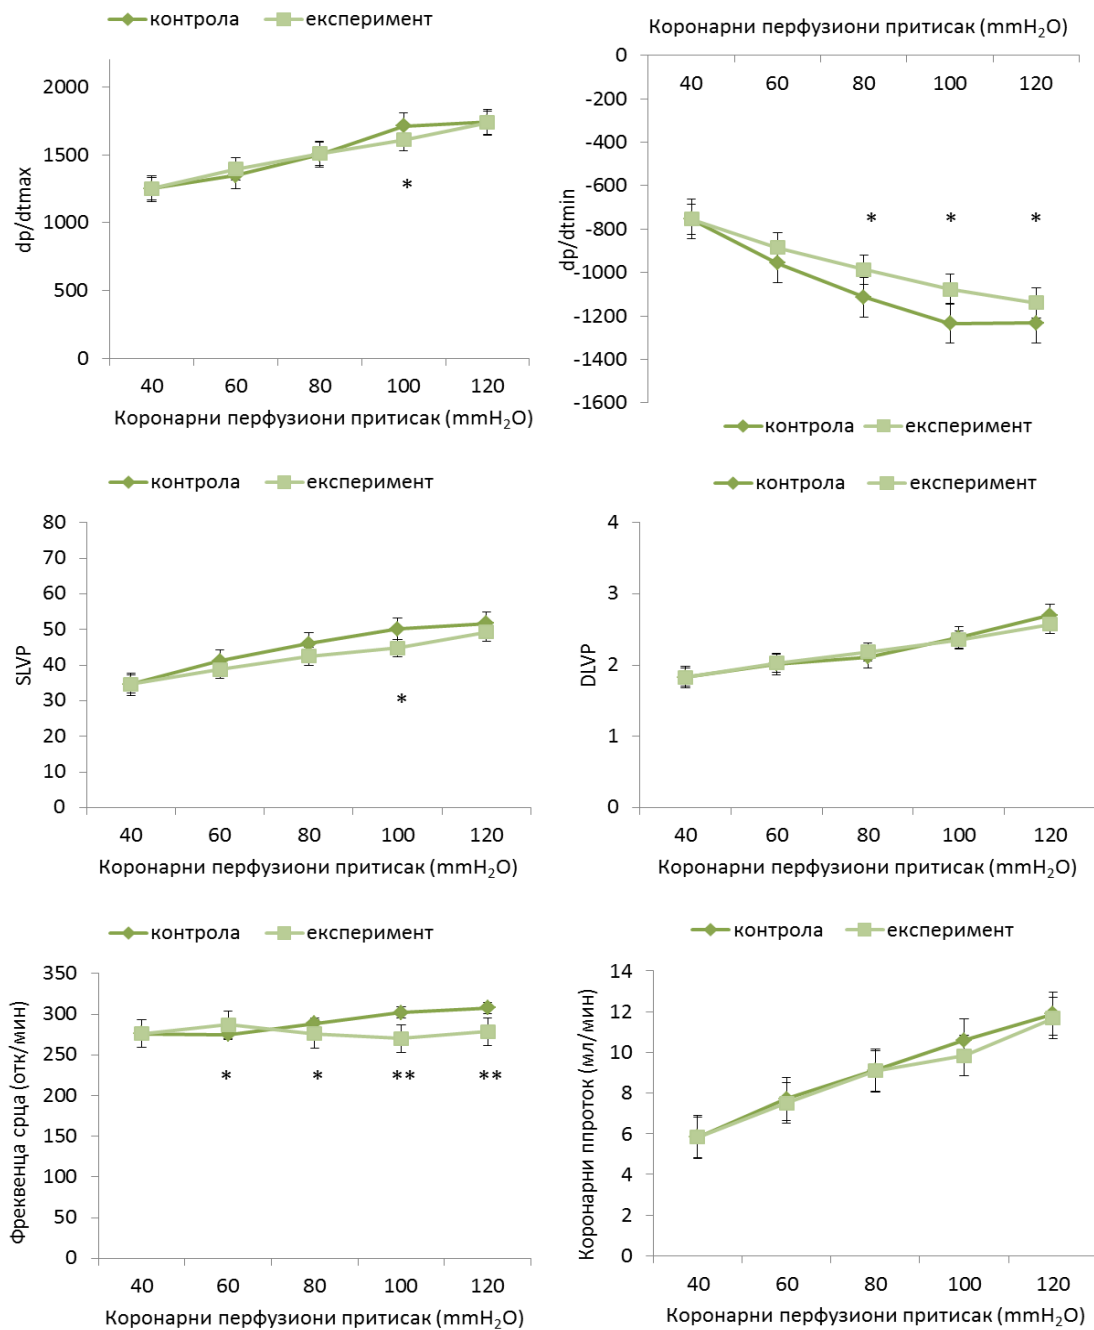 контрола експеримент
dp/dtmax
2000
1500
1000
500
0
*
40 60 80 100 120
Коронарни перфузиони притисак (mmH₂O)
Коронарни перфузиони притисак (mmH₂O)
dp/dtmin
0
40 60 80 100 120
-200
-400
-600
-800
-1000
-1200
-1400
-1600
* * *
контрола експеримент
контрола експеримент
SLVP
80
70
60
50
40
30
20
10
0
*
40 60 80 100 120
Коронарни перфузиони притисак (mmH₂O)
контрола експеримент
DLVP
4
3
2
1
0
40 60 80 100 120
Коронарни перфузиони притисак (mmH₂O)
контрола експеримент
Фреквенца срца (отк/мин)
350
300
250
200
150
100
50
0
* * ** **
40 60 80 100 120
Коронарни перфузиони притисак (mmH₂O)
контрола експеримент
Коронарни ппроток (мл/мин)
14
12
10
8
6
4
2
0
40 60 80 100 120
Коронарни перфузиони притисак (mmH₂O)